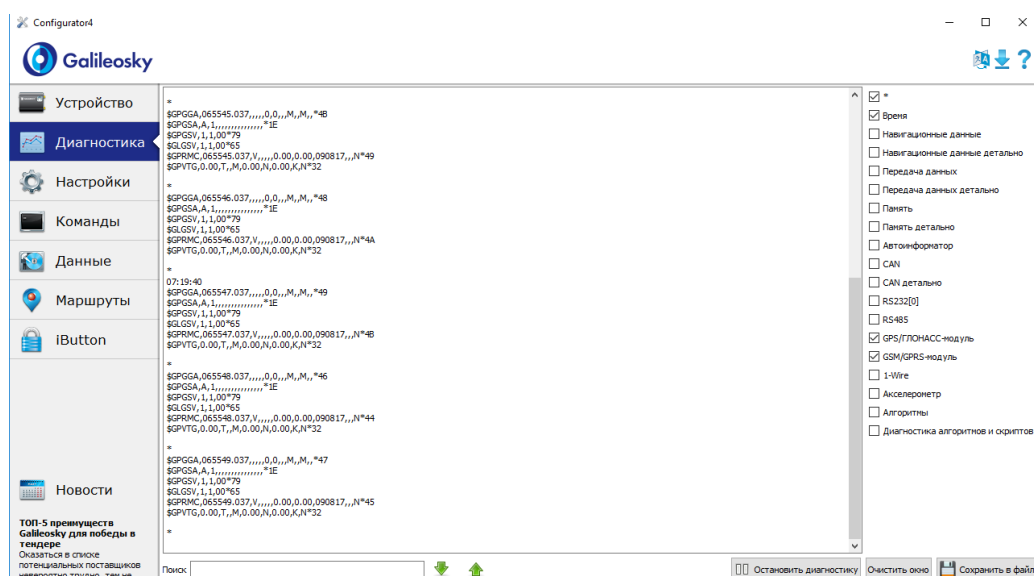 Configurator4
Galileosky
Устройство
Диагностика
Настройки
Команды
Данные
Маршруты
iButton
Новости
ТОП-5 преимуществ
Galileosky для победы в
тендере
Оказаться в списке
потенциальных поставщиков
невероятно трудно, тем не
*
$GPGGA,065545.037,,,,,0,0,,,M,,M,,*4B
$GPGSA,A,1,,,,,,,,,,,,,,,*1E
$GPGSV,1,1,00*79
$GLGSV,1,1,00*65
$GPRMC,065545.037,V,,,,,0.00,0.00,090817,,,N*49
$GPVTG,0.00,T,,M,0.00,N,0.00,K,N*32
*
$GPGGA,065546.037,,,,,0,0,,,M,,M,,*48
$GPGSA,A,1,,,,,,,,,,,,,,,*1E
$GPGSV,1,1,00*79
$GLGSV,1,1,00*65
$GPRMC,065546.037,V,,,,,0.00,0.00,090817,,,N*4A
$GPVTG,0.00,T,,M,0.00,N,0.00,K,N*32
*
07:19:40
$GPGGA,065547.037,,,,,0,0,,,M,,M,,*49
$GPGSA,A,1,,,,,,,,,,,,,,,*1E
$GPGSV,1,1,00*79
$GLGSV,1,1,00*65
$GPRMC,065547.037,V,,,,,0.00,0.00,090817,,,N*4B
$GPVTG,0.00,T,,M,0.00,N,0.00,K,N*32
*
$GPGGA,065548.037,,,,,0,0,,,M,,M,,*46
$GPGSA,A,1,,,,,,,,,,,,,,,*1E
$GPGSV,1,1,00*79
$GLGSV,1,1,00*65
$GPRMC,065548.037,V,,,,,0.00,0.00,090817,,,N*44
$GPVTG,0.00,T,,M,0.00,N,0.00,K,N*32
*
$GPGGA,065549.037,,,,,0,0,,,M,,M,,*47
$GPGSA,A,1,,,,,,,,,,,,,,,*1E
$GPGSV,1,1,00*79
$GLGSV,1,1,00*65
$GPRMC,065549.037,V,,,,,0.00,0.00,090817,,,N*45
$GPVTG,0.00,T,,M,0.00,N,0.00,K,N*32
*
*
Время
Навигационные данные
Навигационные данные детально
Передача данных
Передача данных детально
Память
Память детально
Автоинформатор
CAN
CAN детально
RS232[0]
RS485
GPS/ГЛОНАСС-модуль
GSM/GPRS-модуль
1-Wire
Акселерометр
Алгоритмы
Диагностика алгоритмов и скриптов
Поиск
Остановить диагностику
Очистить окно
Сохранить в файл